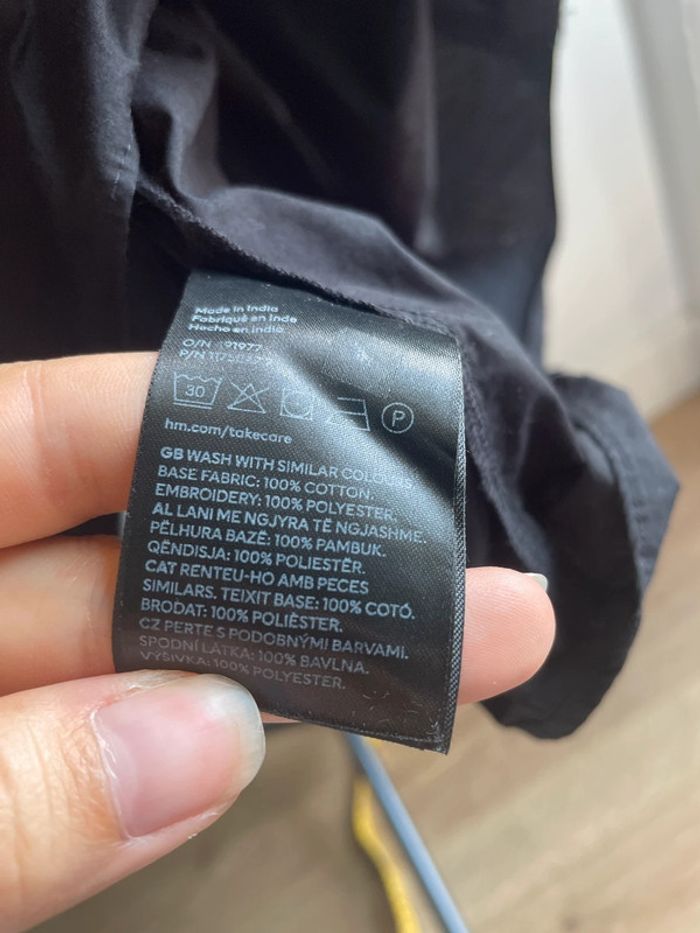 Made in India
Fabriqué en Inde
Hecho en India
O/N
P/N
30
P
hm.com/takecare
GB WASH WITH SIMILAR COLOURS.
BASE FABRIC: 100% COTTON.
EMBROIDERY: 100% POLYESTER.
AL LANI ME NGJYRA TË NGJASHME.
PËLHURA BAZË: 100% PAMBUK.
QËNDISJA: 100% POLIESTËR.
CAT RENTEU-HO AMB PECES
SIMILARS. TEIXIT BASE: 100% COTÓ.
BRODAT: 100% POLIÈSTER.
CZ PERTE S PODOBNÝMI BARVAMI.
SPODNÍ LÁTKA: 100% BAVLNA.
VÝŠIVKA: 100% POLYESTER.